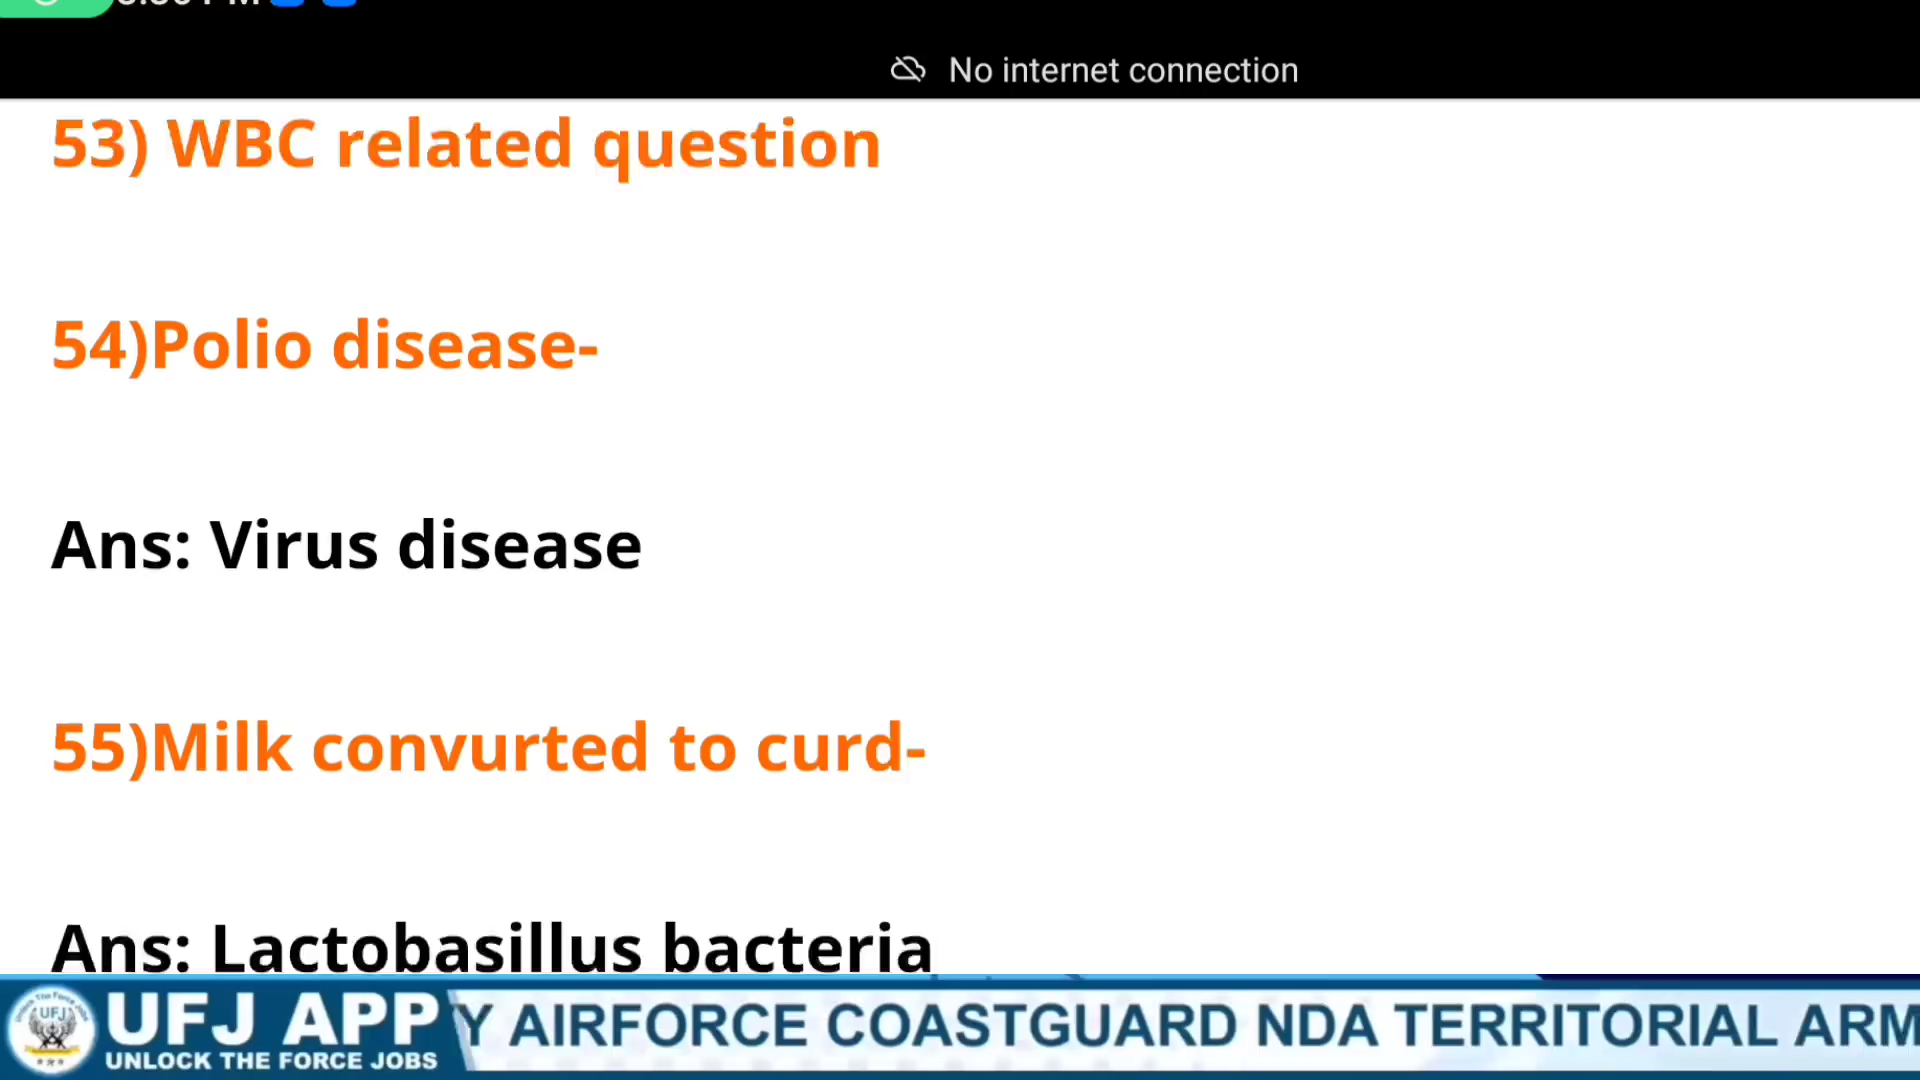 No internet connection
53) WBC related question
54)Polio disease-
Ans: Virus disease
55)Milk convurted to curd-
Ans: Lactobasillus bacteria
UFJ APP
UNLOCK THE FORCE JOBS
Y AIRFORCE COASTGUARD NDA TERRITORIAL ARM